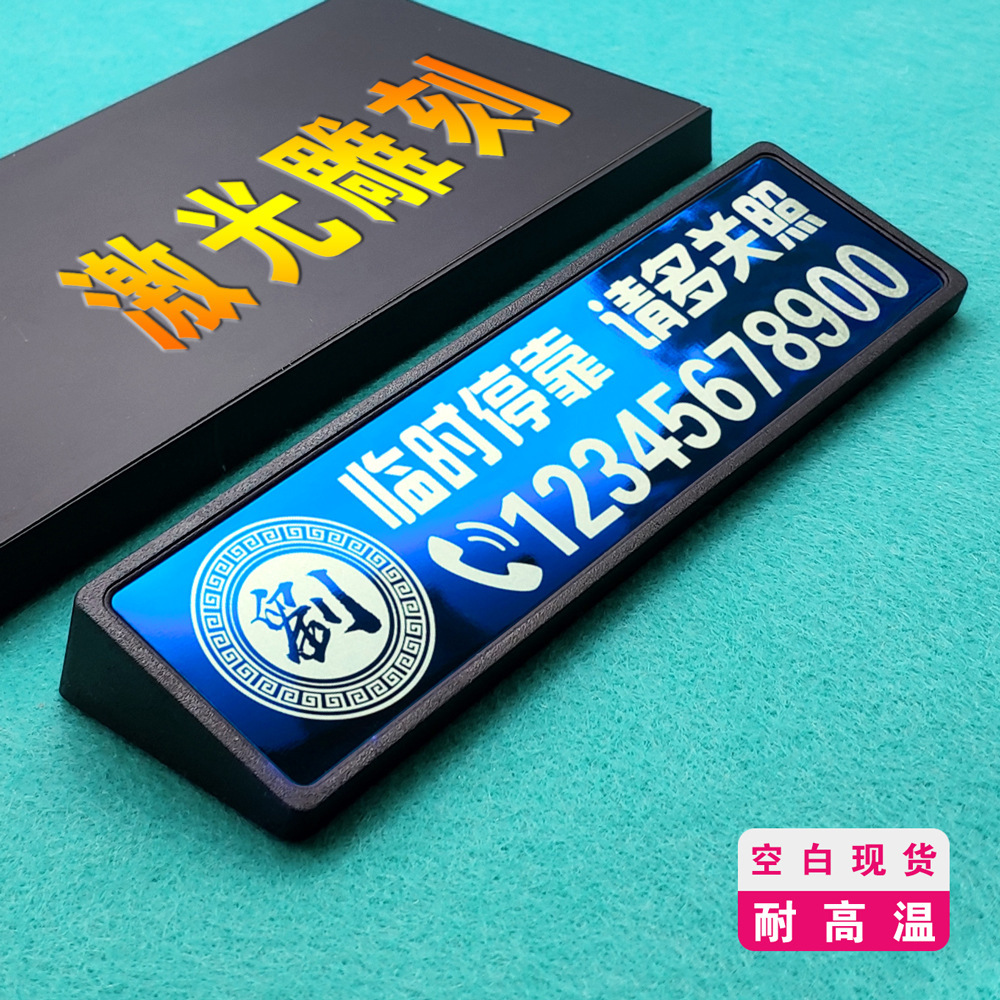 激光雕刻
临时停靠 请多关照
12345678900
劉
空白现货
耐高温